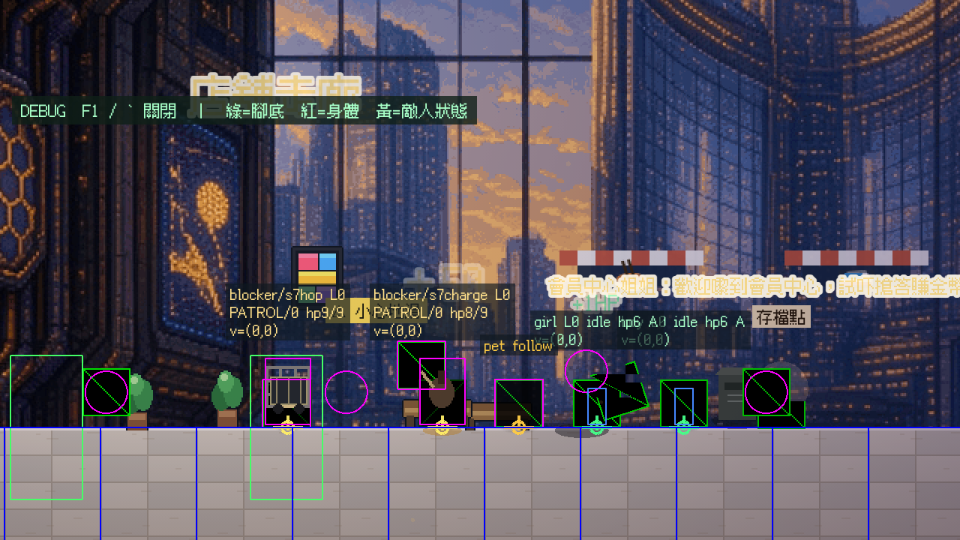 DEBUG F1 / ` 關閉 | 綠=腳底 紅=身體 黃=敵人狀態
blocker/s7hop L0
PATROL/0 hp9/9
v=(0,0)
小
blocker/s7charge L0
PATROL/0 hp8/9
v=(0,0)
會員中心姐姐：歡迎來到會員中心，試吓搶答賺金幣
存檔點
girl L0 idle hp6 A0 idle hp6 A
v=(0,0)
v=(0,0)
pet follow